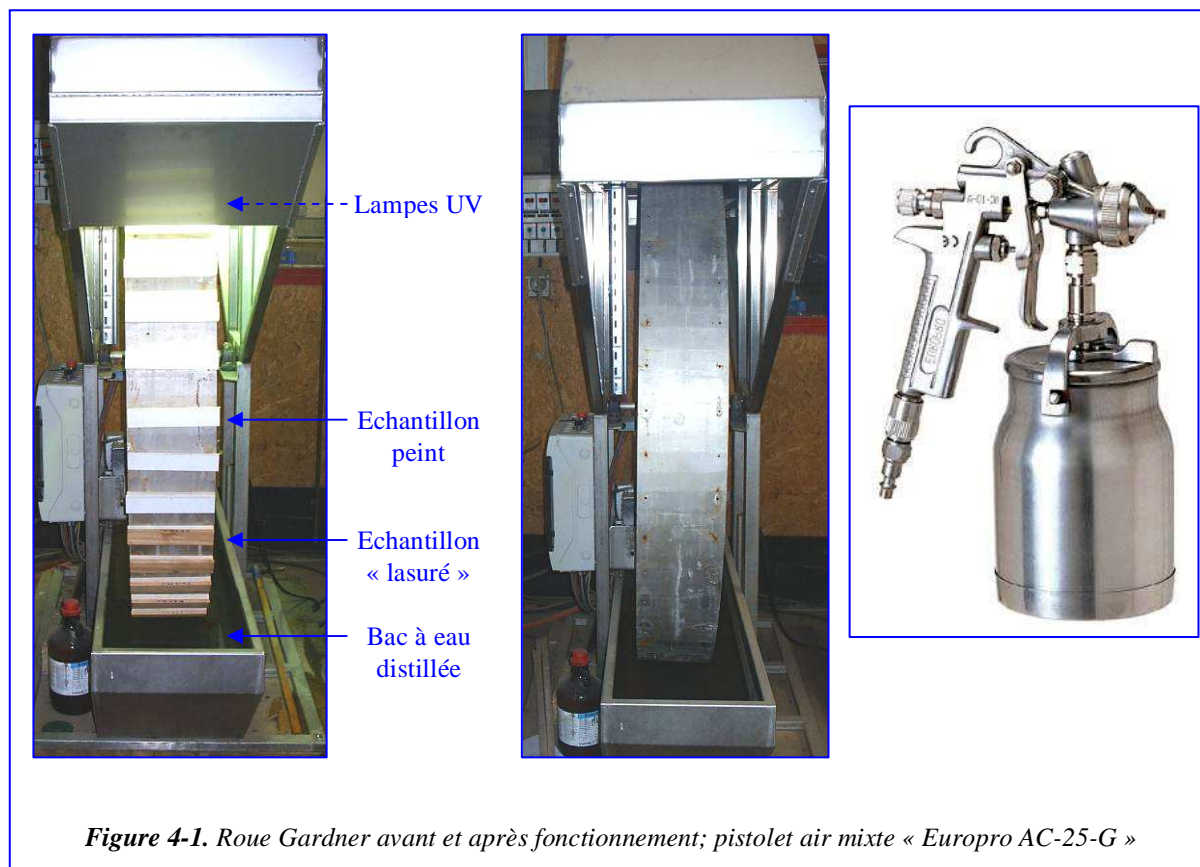 Lampes UV
Echantillon
peint
Echantillon
« lasuré »
Bac à eau
distillée
Figure 4-1. Roue Gardner avant et après fonctionnement; pistolet air mixte « Europro AC-25-G »